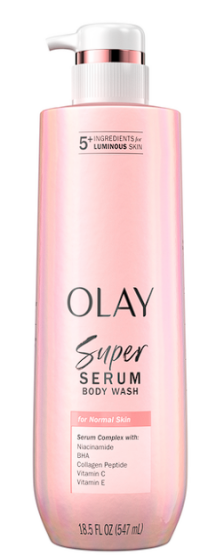 5+ INGREDIENTS for
LUMINOUS SKIN
OLAY
Super
SERUM
BODY WASH
for Normal Skin
Serum Complex with:
Niacinamide
BHA
Collagen Peptide
Vitamin C
Vitamin E
18.5 FL OZ (547 mL)